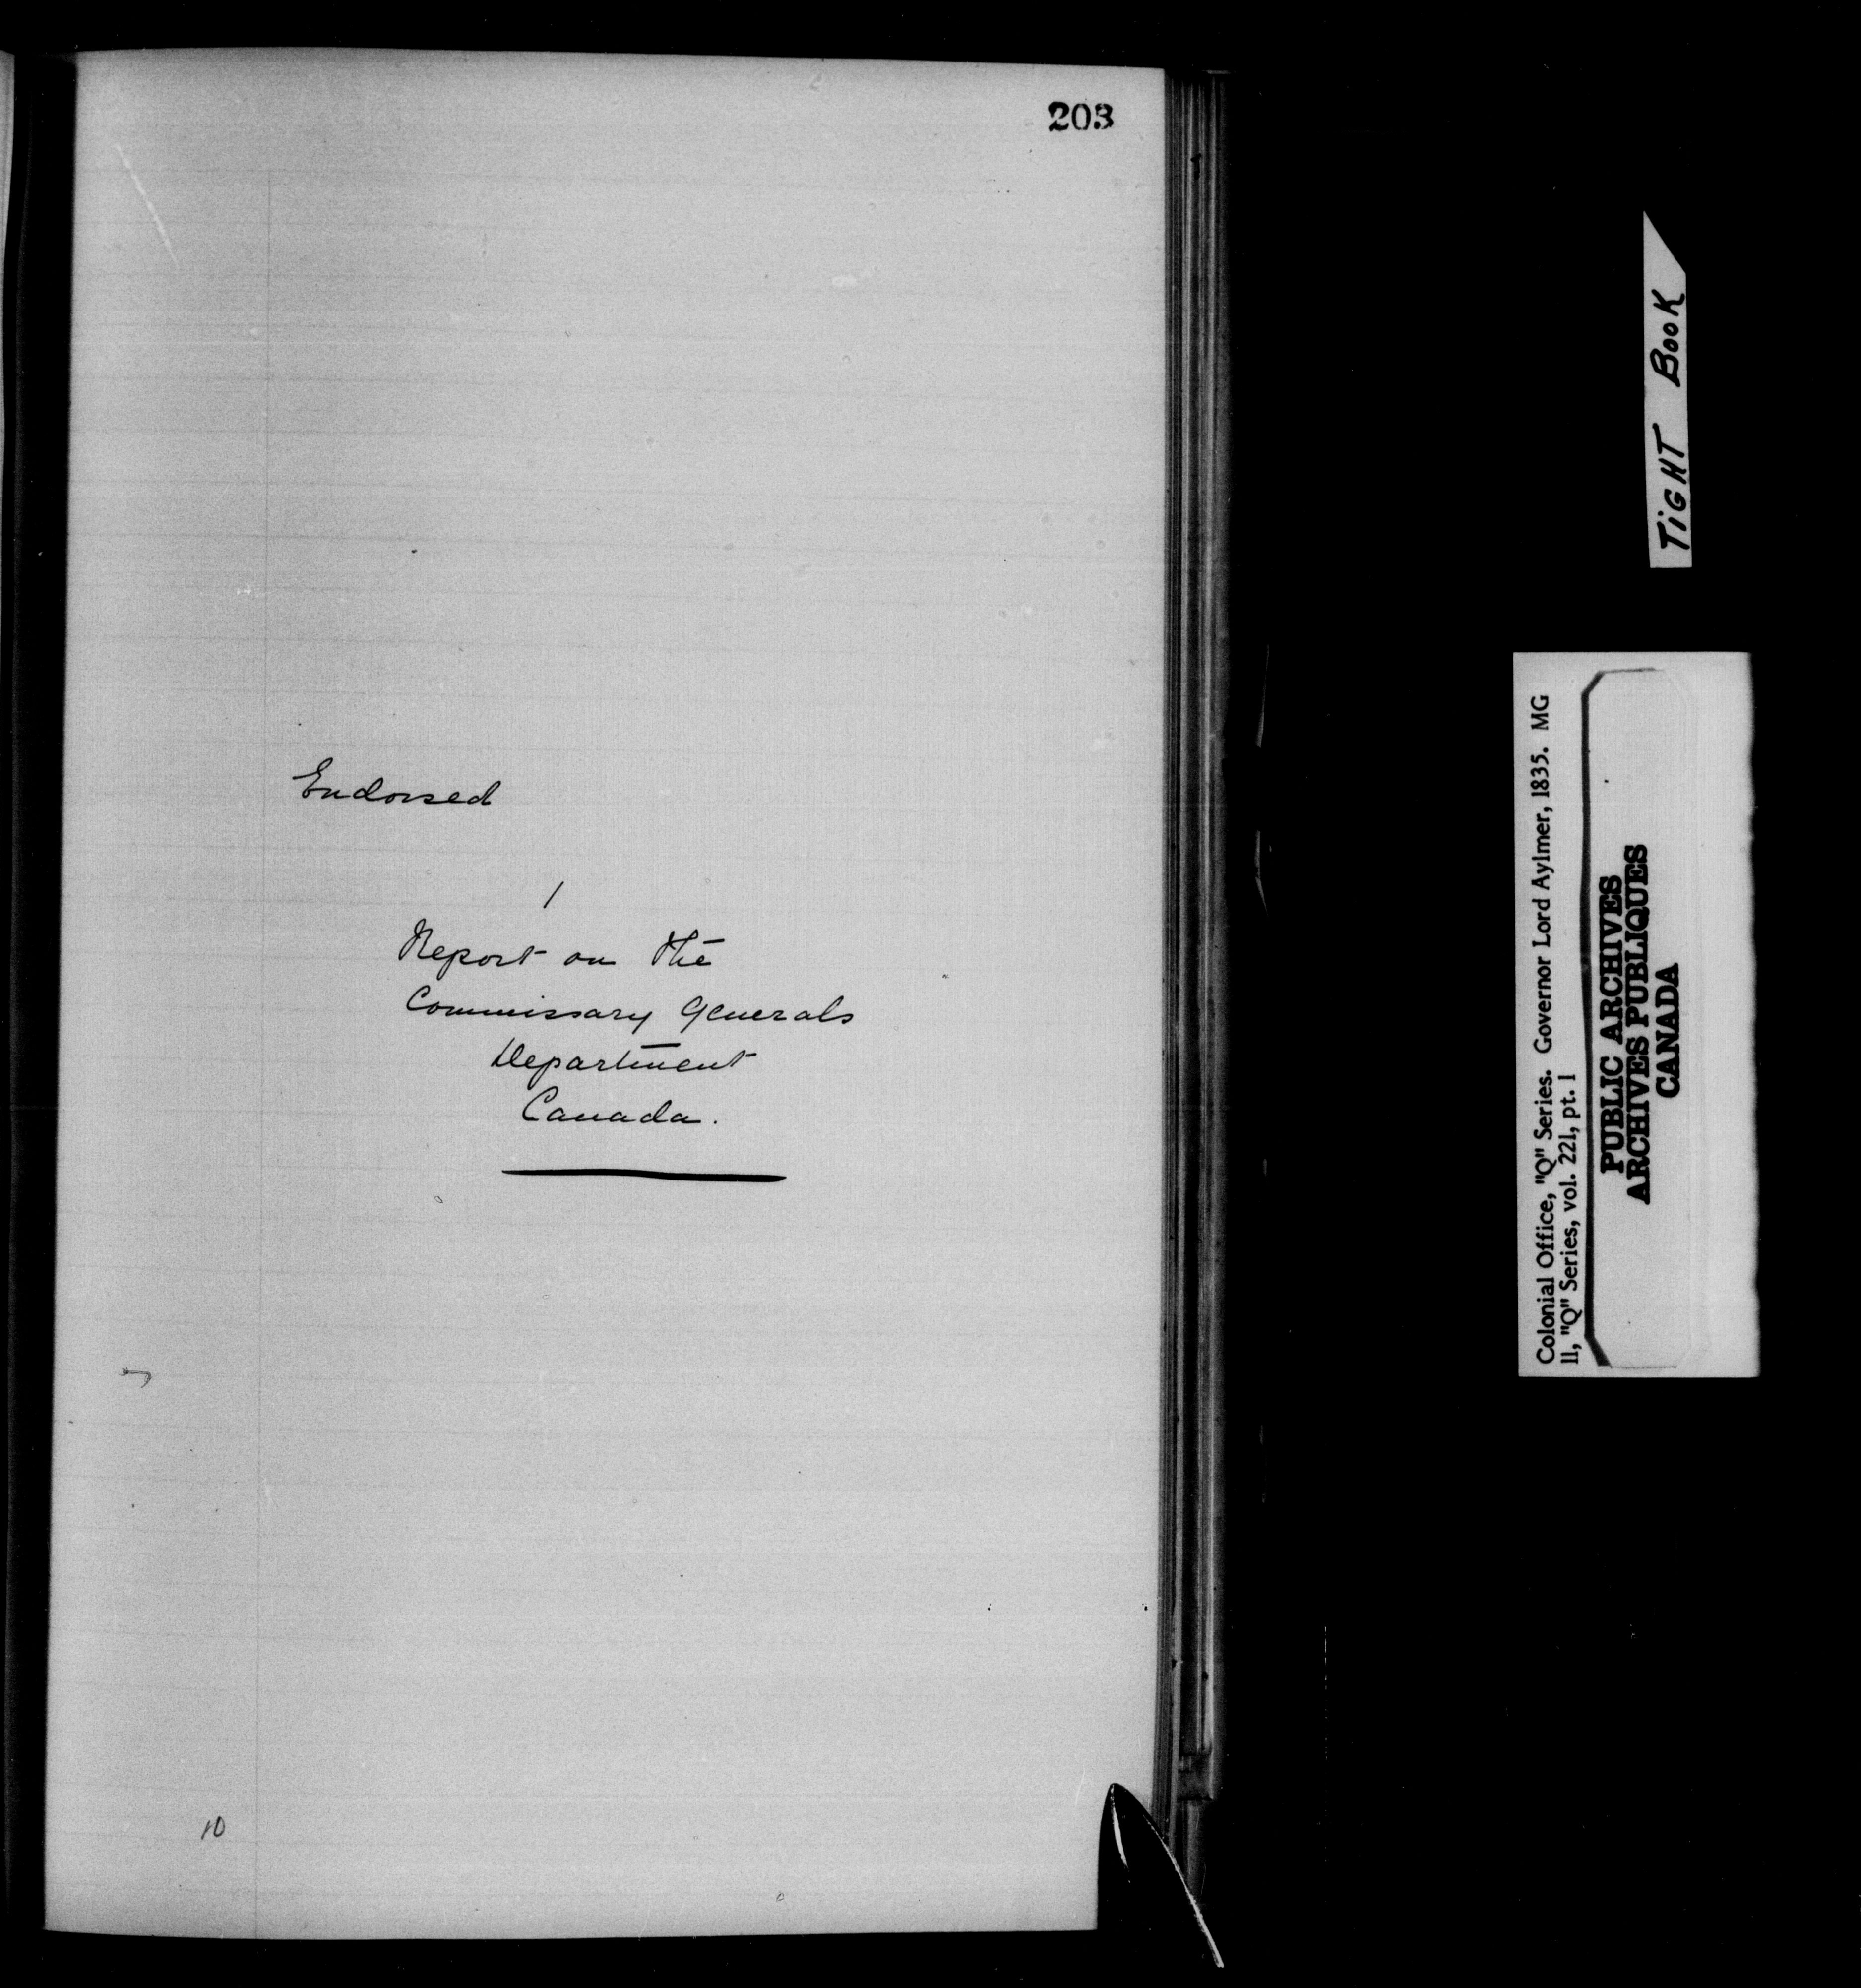 203
Endorsed
1
Report on the
Commissary Generals
Department
Canada.
10
TIGHT BOOK
Colonial Office, "Q" Series. Governor Lord Aylmer, 1835. MG
11, "Q" Series, vol. 221, pt. 1
PUBLIC ARCHIVES
ARCHIVES PUBLIQUES
CANADA